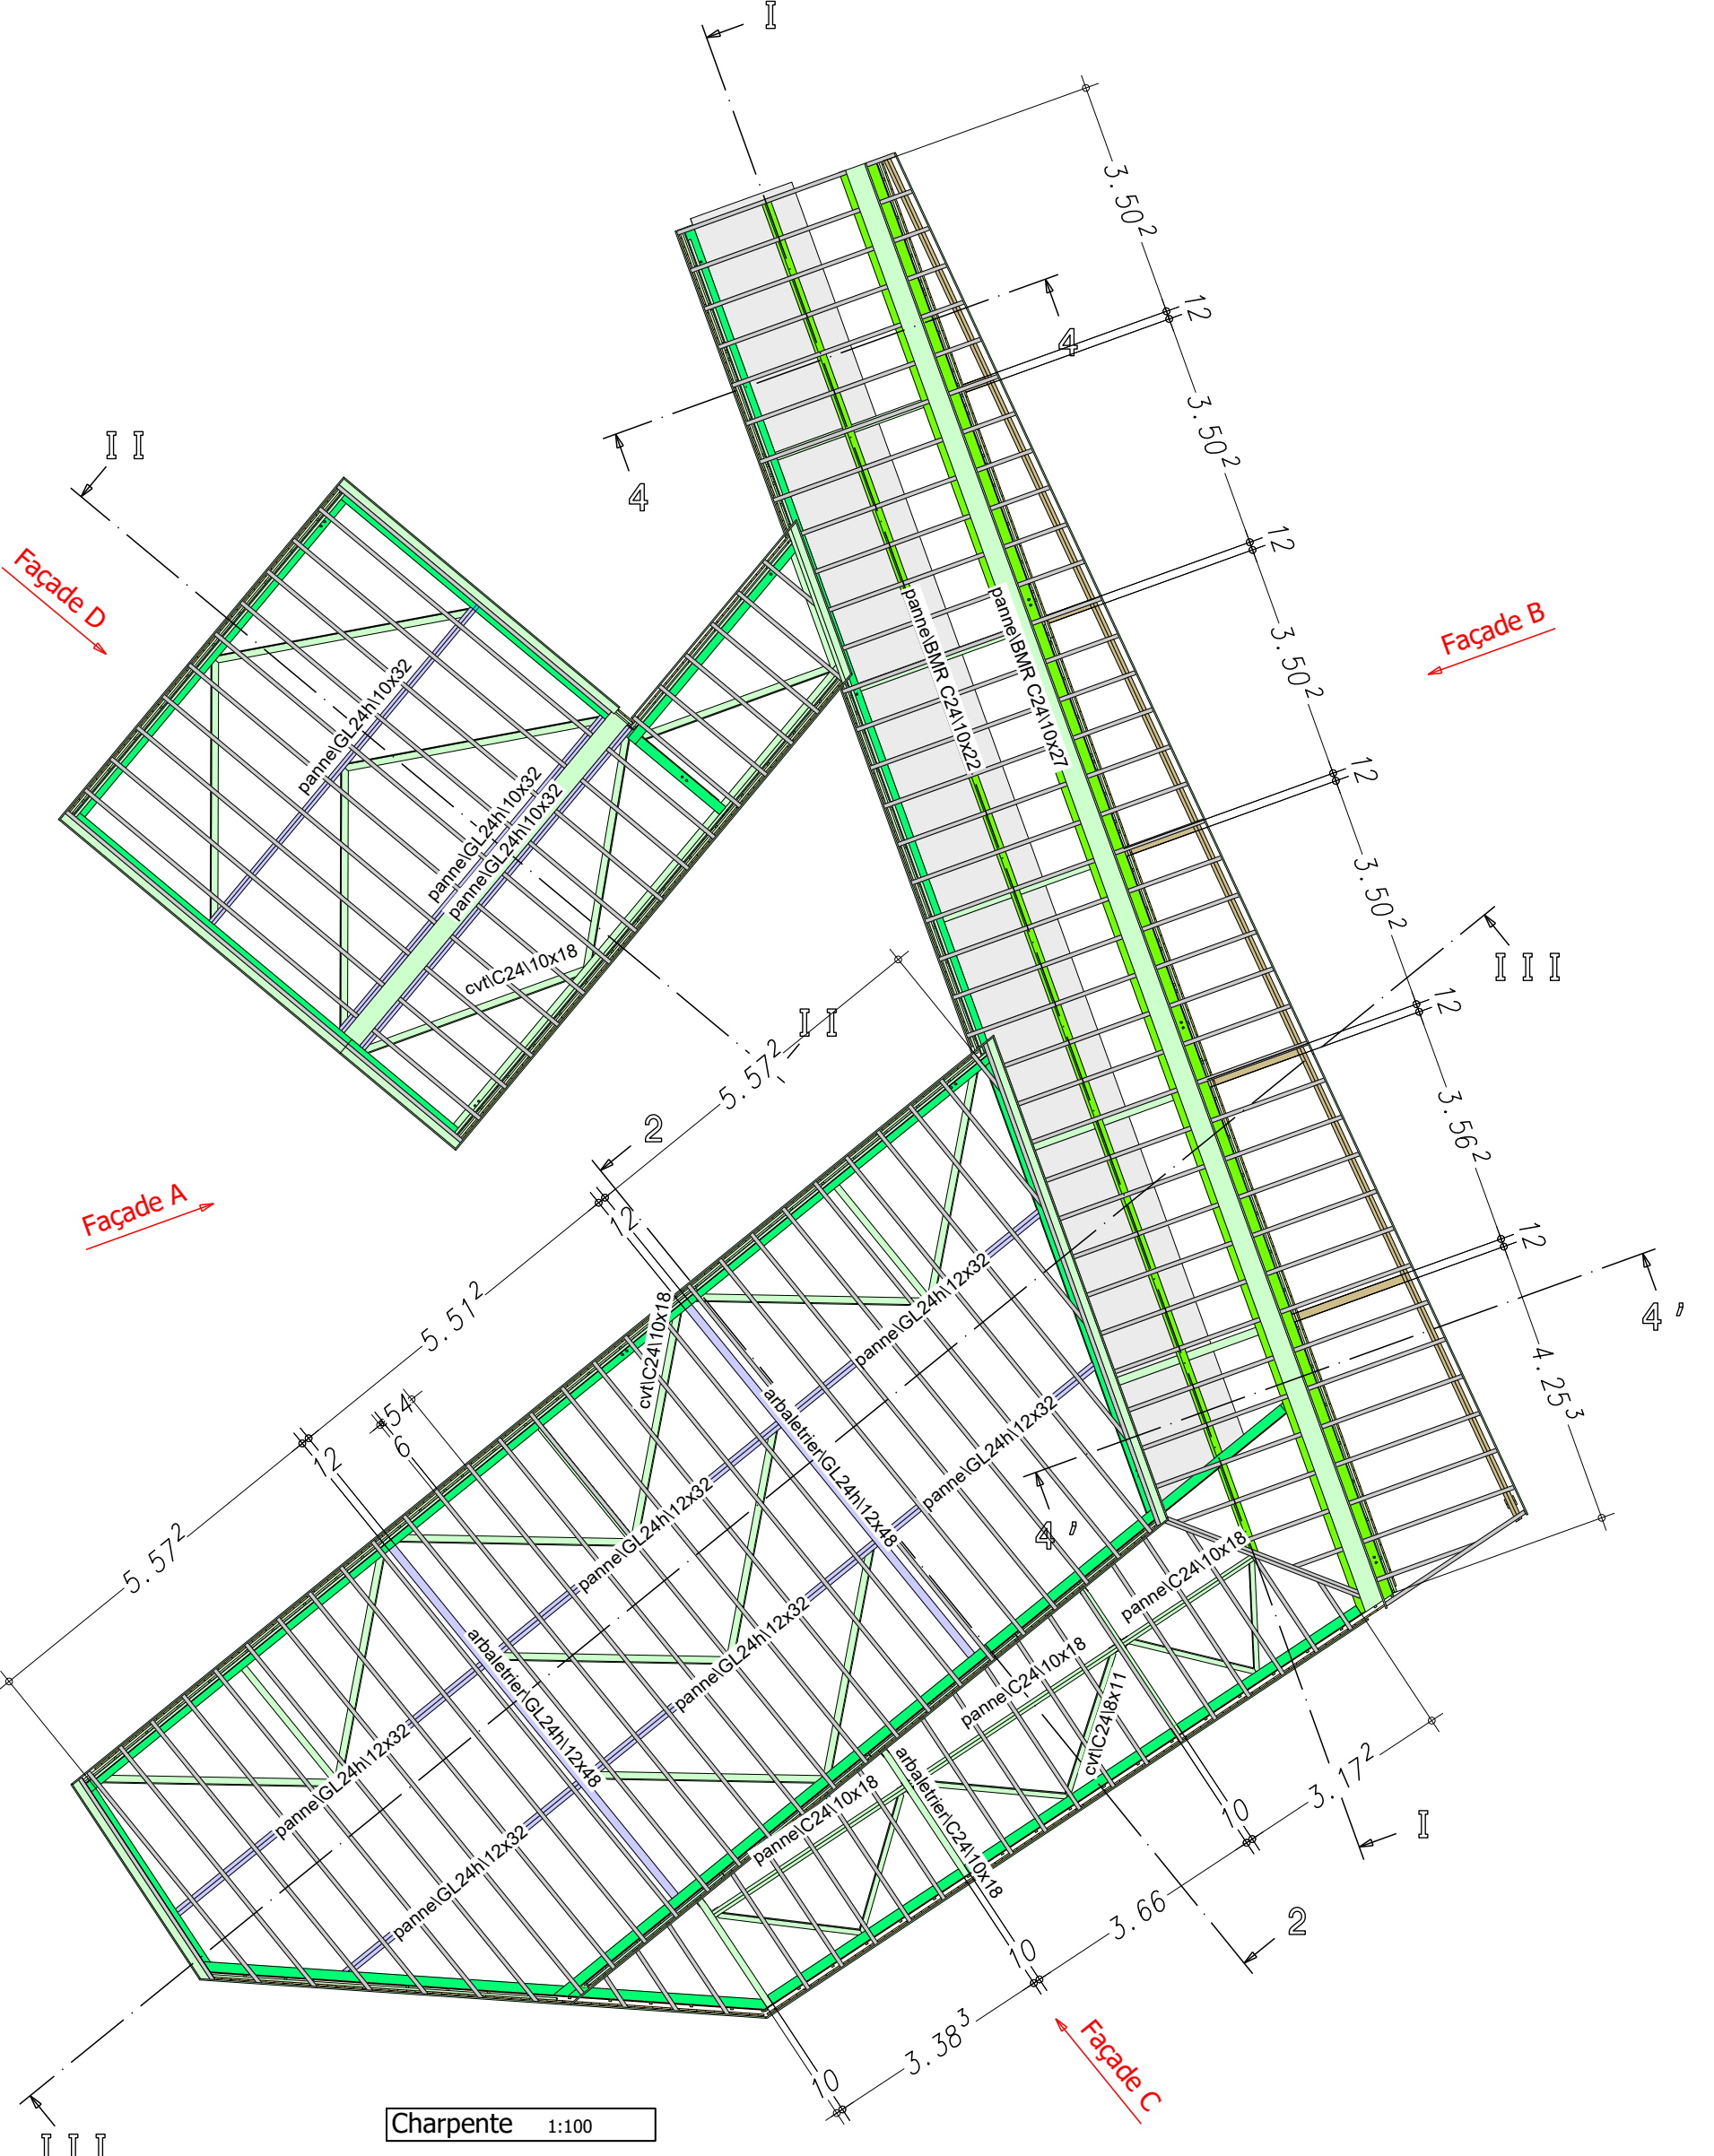 I
3.50²
12
4
3.50²
I I
4
12
Façade D
3.50²
Façade B
panne\BMR C24\10x22
panne\BMR C24\10x27
panne\GL24h\10x32
panne\GL24h\10x32
panne\GL24h\10x32
12
3.50²
cvt\C24\10x18
I I I
I I
12
5.57²
3.56²
2
Façade A
12
12
5.51²
4'
cvt\C24\10x18
panne\GL24h\12x32
4.25³
54
6
12
arbaletrier\GL24h\12x48
panne\GL24h\12x32
5.57²
4'
panne\GL24h\12x32
panne\C24\10x18
panne\GL24h\12x32
arbaletrier\GL24h\12x48
panne\C24\10x18
cvt\C24\8x11
panne\GL24h\12x32
panne\C24\10x18
arbaletrier\C24\10x18
panne\GL24h\12x32
3.17²
10
I
3.66
2
10
3.38³
10
Façade C
Charpente 1:100
I I I